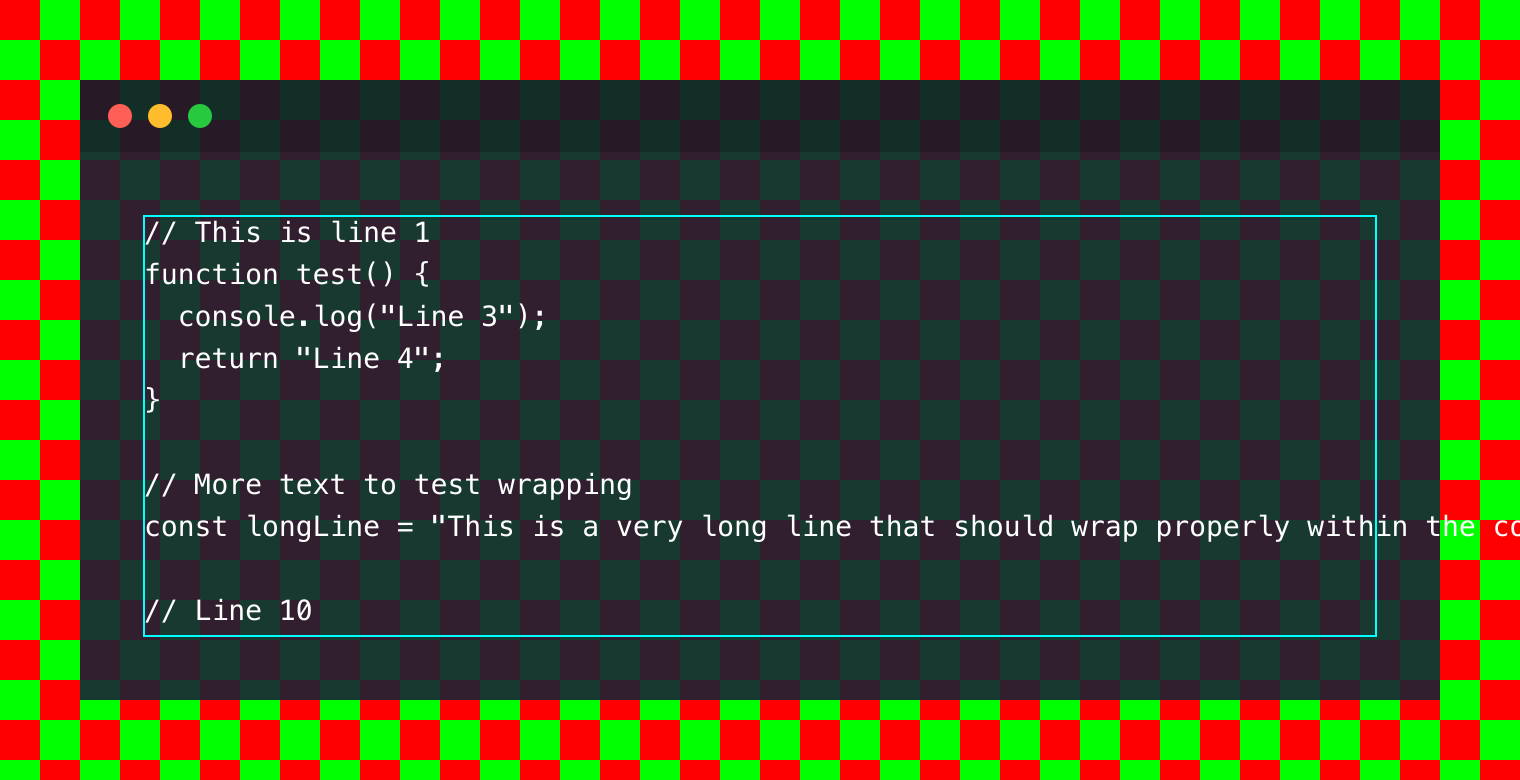 // This is line 1
function test() {
  console.log("Line 3");
  return "Line 4";
}

// More text to test wrapping
const longLine = "This is a very long line that should wrap properly within the
// Line 10